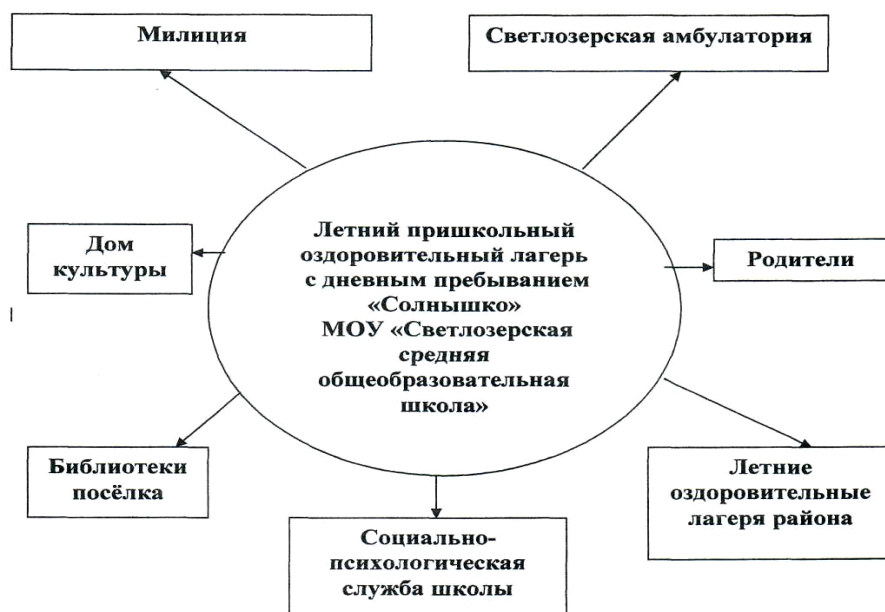 Милиция
Светлозерская амбулатория
Летний пришкольный
оздоровительный лагерь
с дневным пребыванием
«Солнышко»
МОУ «Светлозерская
средняя
общеобразовательная
школа»
Дом
культуры
Родители
Библиотеки
посёлка
Социально-
психологическая
служба школы
Летние
оздоровительные
лагеря района